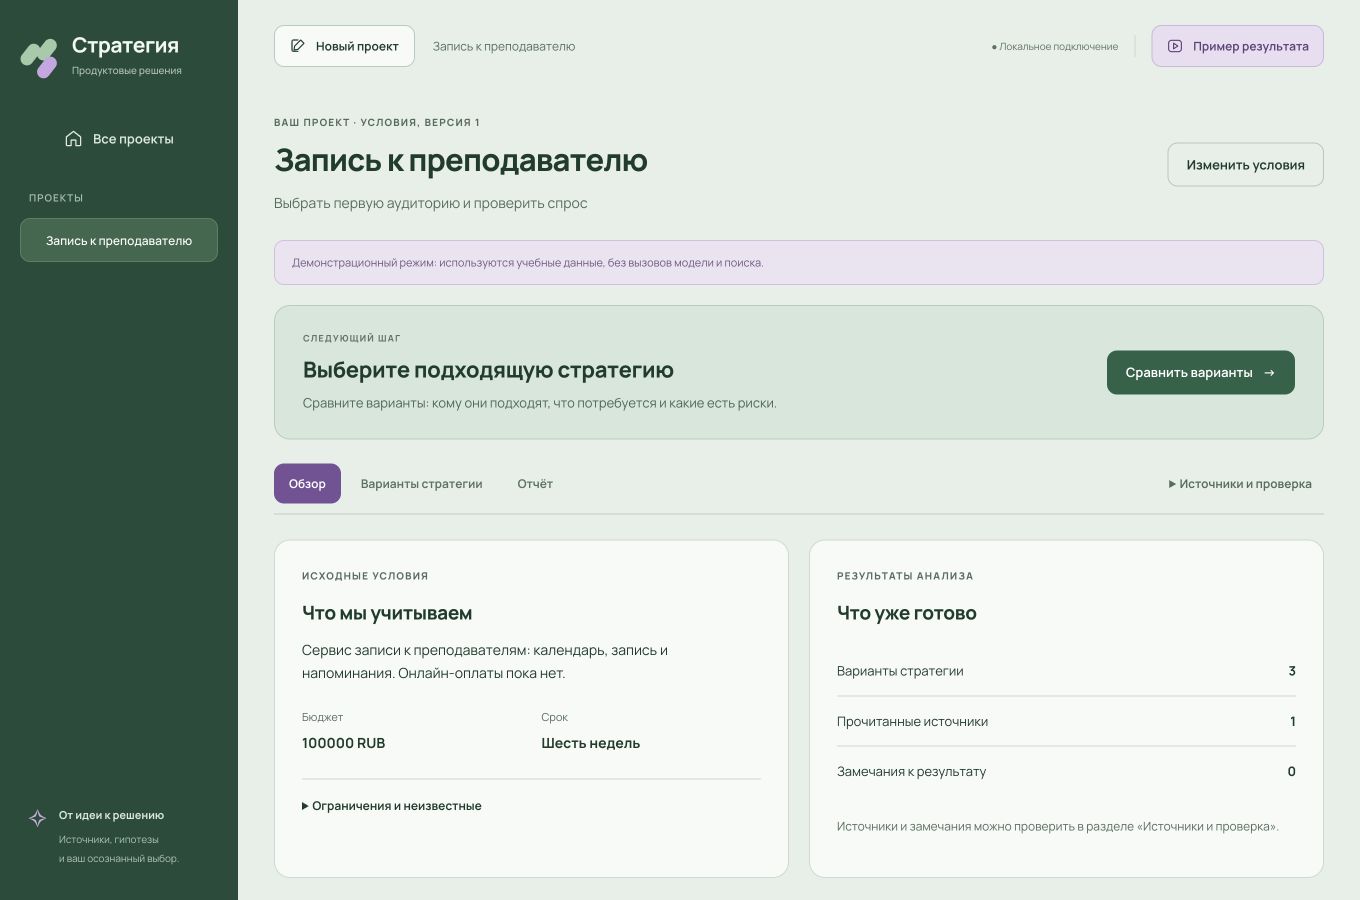 Стратегия
Продуктовые решения
Все проекты
ПРОЕКТЫ
Запись к преподавателю
От идеи к решению
Источники, гипотезы
и ваш осознанный выбор.
Новый проект
Запись к преподавателю
Локальное подключение
Пример результата
ВАШ ПРОЕКТ · УСЛОВИЯ, ВЕРСИЯ 1
Запись к преподавателю
Выбрать первую аудиторию и проверить спрос
Изменить условия
Демонстрационный режим: используются учебные данные, без вызовов модели и поиска.
СЛЕДУЮЩИЙ ШАГ
Выберите подходящую стратегию
Сравните варианты: кому они подходят, что потребуется и какие есть риски.
Сравнить варианты →
Обзор
Варианты стратегии
Отчёт
Источники и проверка
ИСХОДНЫЕ УСЛОВИЯ
Что мы учитываем
Сервис записи к преподавателям: календарь, запись и
напоминания. Онлайн-оплаты пока нет.
Бюджет
100000 RUB
Срок
Шесть недель
Ограничения и неизвестные
РЕЗУЛЬТАТЫ АНАЛИЗА
Что уже готово
Варианты стратегии 3
Прочитанные источники 1
Замечания к результату 0
Источники и замечания можно проверить в разделе «Источники и проверка».